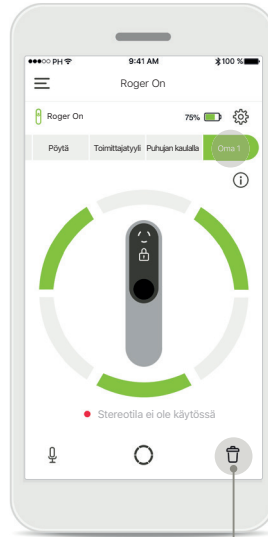 PH 9:41 AM 100 %
Roger On
Roger On 75%
Pöytä Toimittajatyyli Puhujan kaulalla Oma 1
Stereotila ei ole käytössä